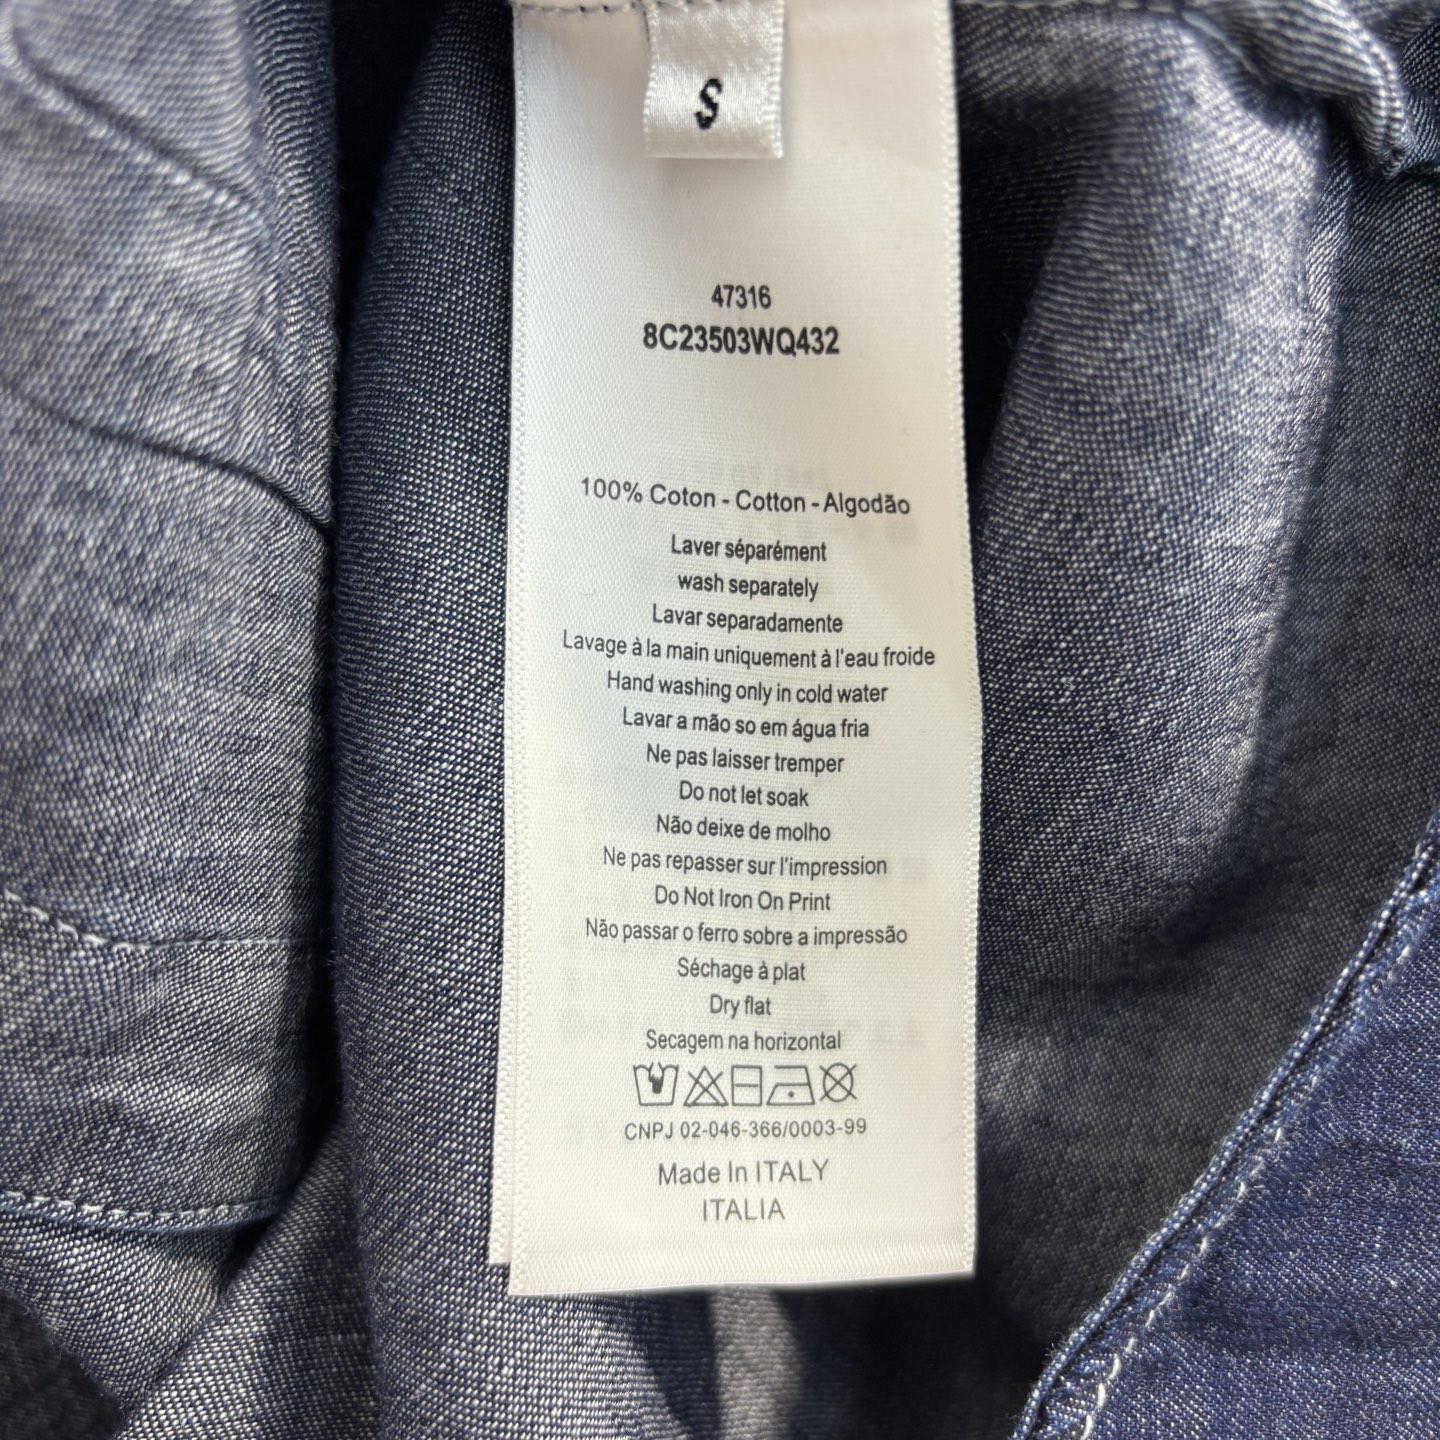 S
47316
8C23503WQ432
100% Coton - Cotton - Algodão
Laver séparément
wash separately
Lavar separadamente
Lavage à la main uniquement à l'eau froide
Hand washing only in cold water
Lavar a mão so em água fria
Ne pas laisser tremper
Do not let soak
Não deixe de molho
Ne pas repasser sur l'impression
Do Not Iron On Print
Não passar o ferro sobre a impressão
Séchage à plat
Dry flat
Secagem na horizontal
CNPJ 02-046-366/0003-99
Made In ITALY
ITALIA